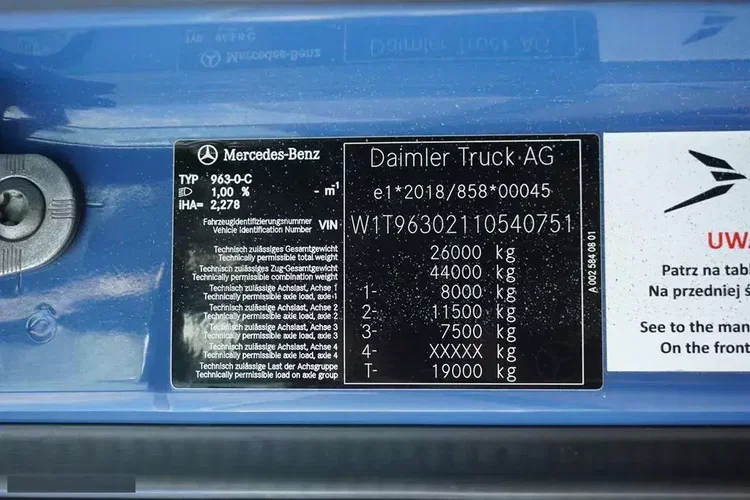 Mercedes-Benz Daimler Truck AG
TYP 963-0-C
1,00 % - m¹ e1*2018/858*00045
iHA= 2,278
Fahrzeugidentifizierungsnummer
Vehicle Identification Number VIN W1T96302110540751
Technisch zulässiges Gesamtgewicht
Technically permissible total weight 26000 kg
Technisch zulässiges Zug-Gesamtgewicht
Technically permissible combination weight 44000 kg
Technisch zulässige Achslast, Achse 1
Technically permissible axle load, axle 1 1- 8000 kg
Technisch zulässige Achslast, Achse 2
Technically permissible axle load, axle 2 2- 11500 kg
Technisch zulässige Achslast, Achse 3
Technically permissible axle load, axle 3 3- 7500 kg
Technisch zulässige Achslast, Achse 4
Technically permissible axle load, axle 4 4- XXXXX kg
Technisch zulässige Last der Achsgruppe
Technically permissible load on axle group T- 19000 kg
A 002 584 08 01
UWA
Patrz na tab
Na przedniej ś
See to the man
On the front